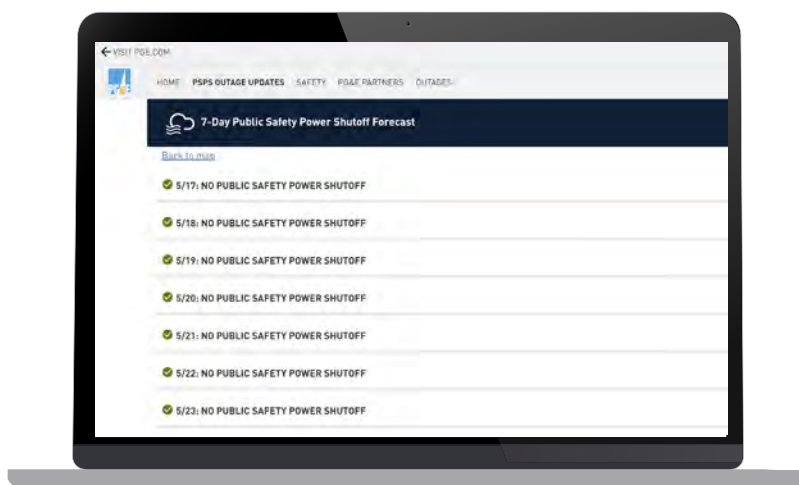 VISIT PGE.COM
HOME PSPS OUTAGE UPDATES SAFETY PG&E PARTNERS OUTAGES
7-Day Public Safety Power Shutoff Forecast
Back to map
5/17: NO PUBLIC SAFETY POWER SHUTOFF
5/18: NO PUBLIC SAFETY POWER SHUTOFF
5/19: NO PUBLIC SAFETY POWER SHUTOFF
5/20: NO PUBLIC SAFETY POWER SHUTOFF
5/21: NO PUBLIC SAFETY POWER SHUTOFF
5/22: NO PUBLIC SAFETY POWER SHUTOFF
5/23: NO PUBLIC SAFETY POWER SHUTOFF